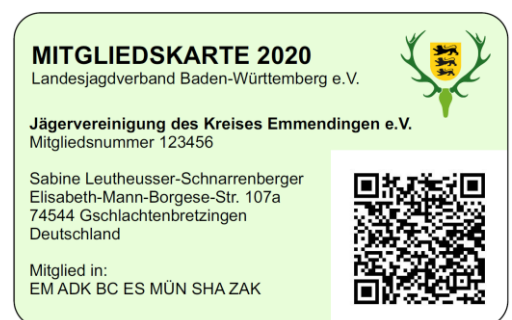 MITGLIEDSKARTE 2020
Landesjagdverband Baden-Württemberg e.V.
Jägervereinigung des Kreises Emmendingen e.V.
Mitgliedsnummer 123456
Sabine Leutheusser-Schnarrenberger
Elisabeth-Mann-Borgese-Str. 107a
74544 Gschlachtenbretzingen
Deutschland
Mitglied in:
EM ADK BC ES MÜN SHA ZAK